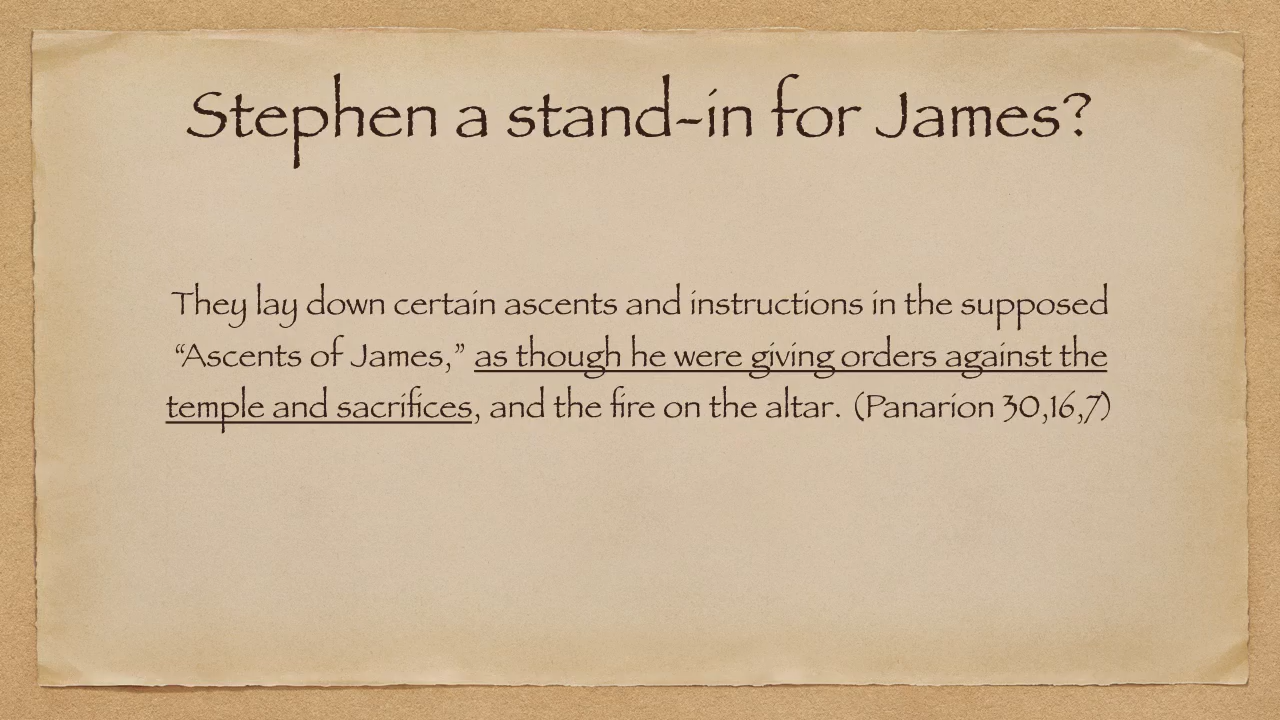 Stephen a stand-in for James?
They lay down certain ascents and instructions in the supposed
“Ascents of James,” as though he were giving orders against the
temple and sacrifices, and the fire on the altar. (Panarion 30,16,7)